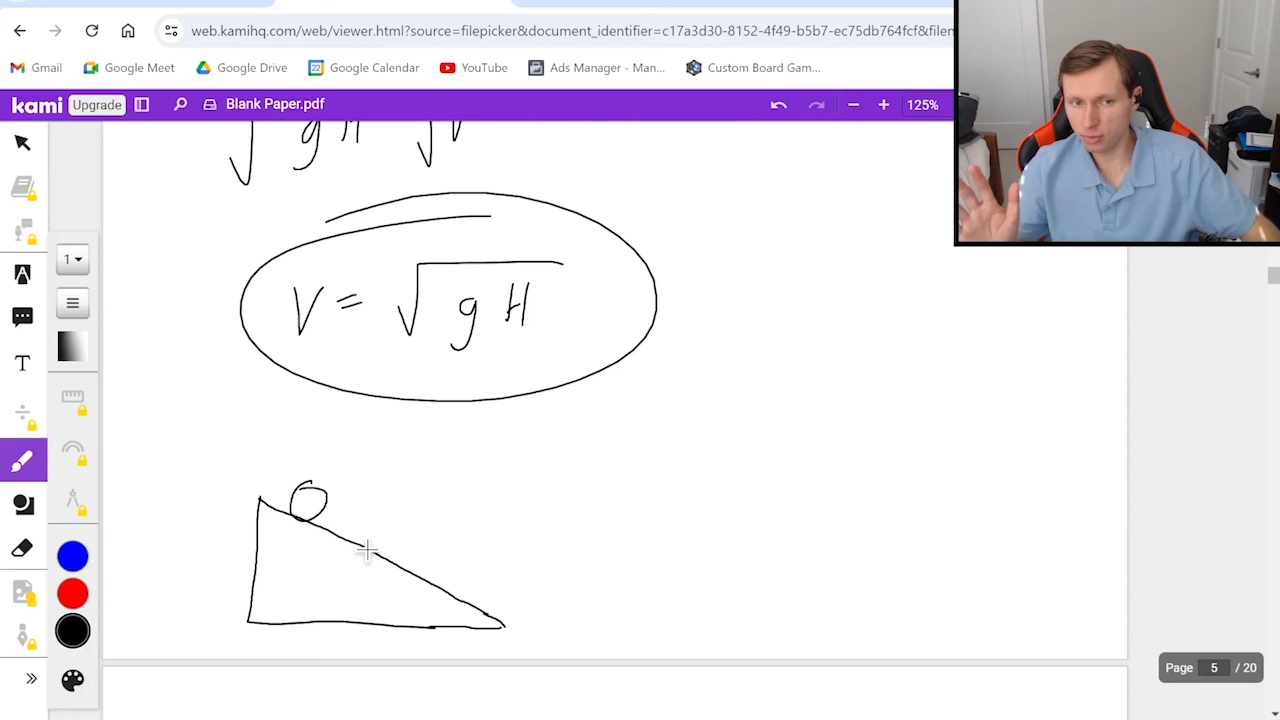 web.kamihq.com/web/viewer.html?source=filepicker&document_identifier=c17a3d30-8152-4f49-b5b7-ec75db764fcf&filen
Gmail Google Meet Google Drive 22 Google Calendar YouTube Ads Manager - Man... Custom Board Gam...
kami Upgrade Blank Paper.pdf 125%
g H
1
A
T
V = √ g H
Page 5 / 20